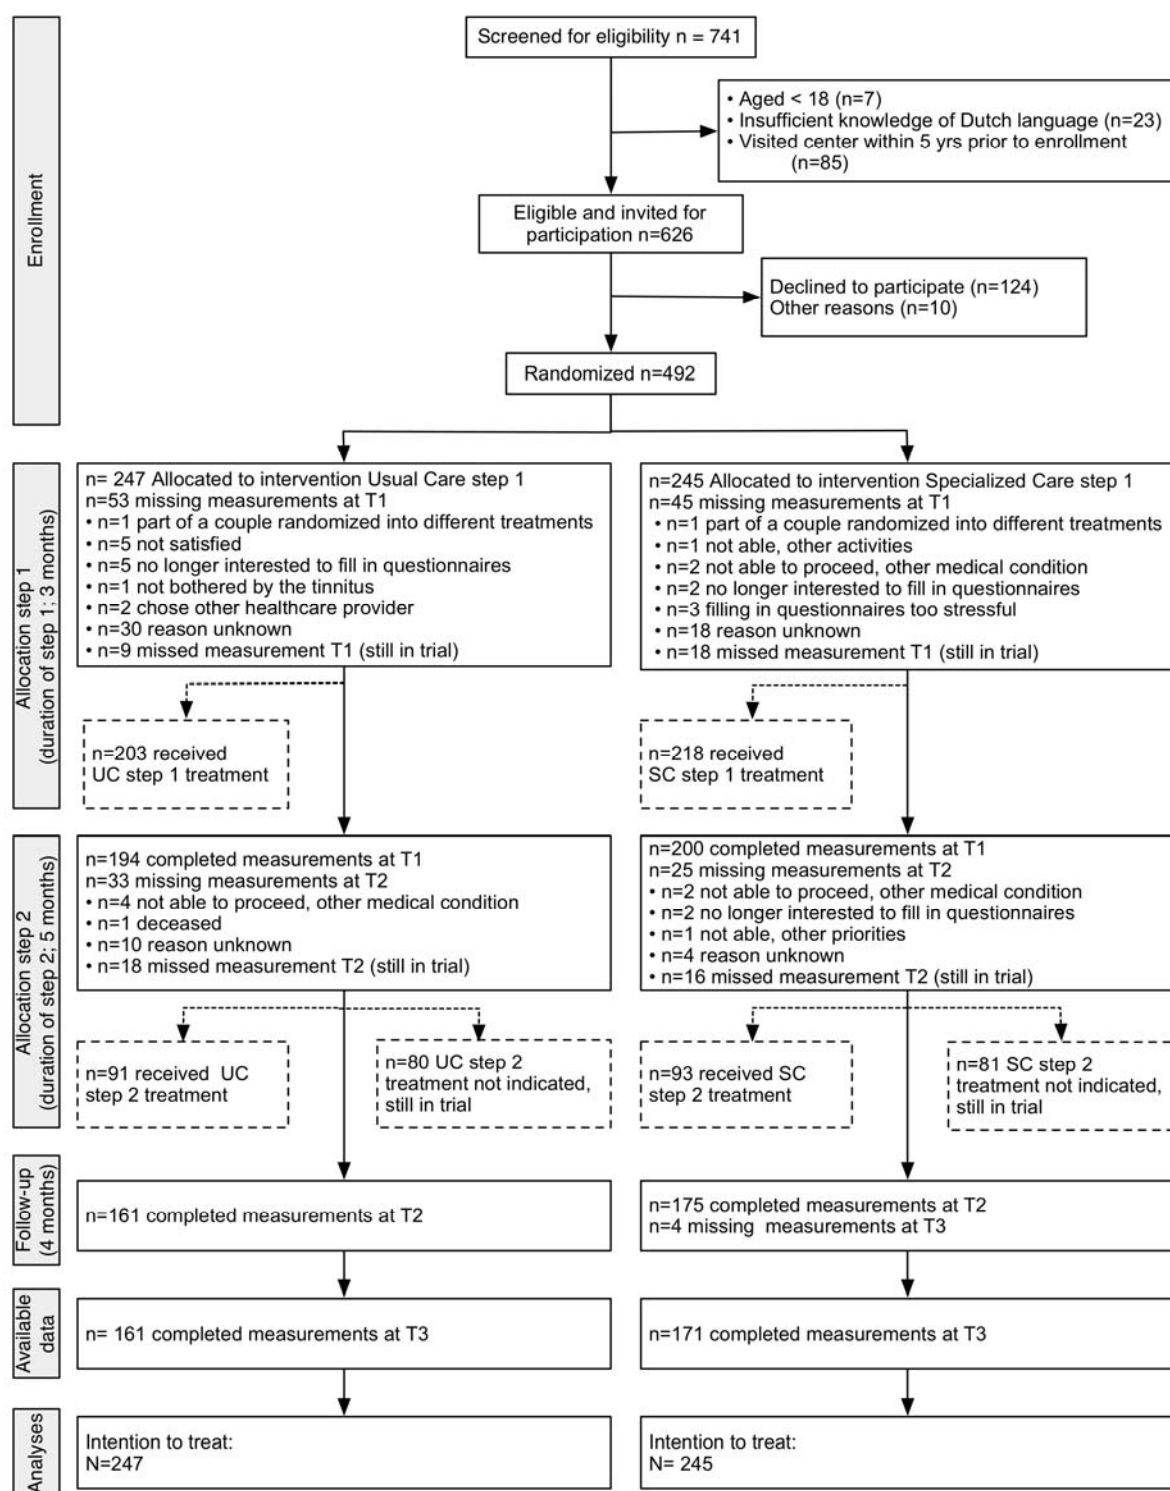 Screened for eligibility n = 741
• Aged < 18 (n=7)
• Insufficient knowledge of Dutch language (n=23)
• Visited center within 5 yrs prior to enrollment
(n=85)
Enrollment
Eligible and invited for
participation n=626
Declined to participate (n=124)
Other reasons (n=10)
Randomized n=492
Allocation step 1
(duration of step 1; 3 months)
n= 247 Allocated to intervention Usual Care step 1
n=53 missing measurements at T1
• n=1 part of a couple randomized into different treatments
• n=5 not satisfied
• n=5 no longer interested to fill in questionnaires
• n=1 not bothered by the tinnitus
• n=2 chose other healthcare provider
• n=30 reason unknown
• n=9 missed measurement T1 (still in trial)
n=245 Allocated to intervention Specialized Care step 1
n=45 missing measurements at T1
• n=1 part of a couple randomized into different treatments
• n=1 not able, other activities
• n=2 not able to proceed, other medical condition
• n=2 no longer interested to fill in questionnaires
• n=3 filling in questionnaires too stressful
• n=18 reason unknown
• n=18 missed measurement T1 (still in trial)
n=203 received
UC step 1 treatment
n=218 received
SC step 1 treatment
Allocation step 2
(duration of step 2; 5 months)
n=194 completed measurements at T1
n=33 missing measurements at T2
• n=4 not able to proceed, other medical condition
• n=1 deceased
• n=10 reason unknown
• n=18 missed measurement T2 (still in trial)
n=200 completed measurements at T1
n=25 missing measurements at T2
• n=2 not able to proceed, other medical condition
• n=2 no longer interested to fill in questionnaires
• n=1 not able, other priorities
• n=4 reason unknown
• n=16 missed measurement T2 (still in trial)
n=91 received UC
step 2 treatment
n=80 UC step 2
treatment not indicated,
still in trial
n=93 received SC
step 2 treatment
n=81 SC step 2
treatment not indicated,
still in trial
Follow-up
(4 months)
n=161 completed measurements at T2
n=175 completed measurements at T2
n=4 missing measurements at T3
Available
data
n= 161 completed measurements at T3
n=171 completed measurements at T3
Analyses
Intention to treat:
N=247
Intention to treat:
N= 245